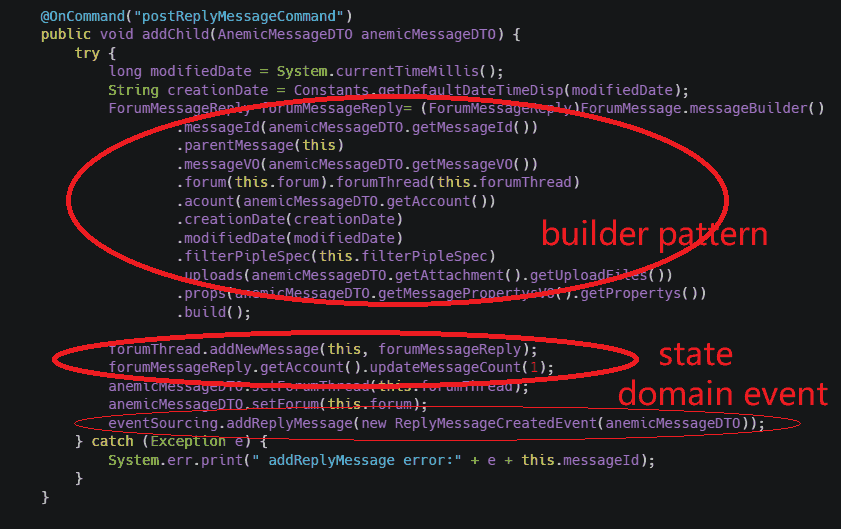 @OnCommand("postReplyMessageCommand")
public void addChild(AnemicMessageDTO anemicMessageDTO) {
try {
long modifiedDate = System.currentTimeMillis();
String creationDate = Constants.getDefaultDateTimeDisp(modifiedDate);
ForumMessageReply forumMessageReply= (ForumMessageReply)ForumMessage.messageBuilder()
.messageId(anemicMessageDTO.getMessageId())
.parentMessage(this)
.messageVO(anemicMessageDTO.getMessageVO())
.forum(this.forum).forumThread(this.forumThread)
.acount(anemicMessageDTO.getAccount())
.creationDate(creationDate)
.modifiedDate(modifiedDate)
builder pattern
.filterPipleSpec(this.filterPipleSpec)
.uploads(anemicMessageDTO.getAttachment().getUploadFiles())
.props(anemicMessageDTO.getMessagePropertysVO().getPropertys())
.build();
forumThread.addNewMessage(this, forumMessageReply);
state
forumMessageReply.getAccount().updateMessageCount(1);
anemicMessageDTO.setForumThread(this.forumThread);
domain event
anemicMessageDTO.setForum(this.forum);
eventSourcing.addReplyMessage(new ReplyMessageCreatedEvent(anemicMessageDTO));
} catch (Exception e) {
System.err.print(" addReplyMessage error:" + e + this.messageId);
}
}